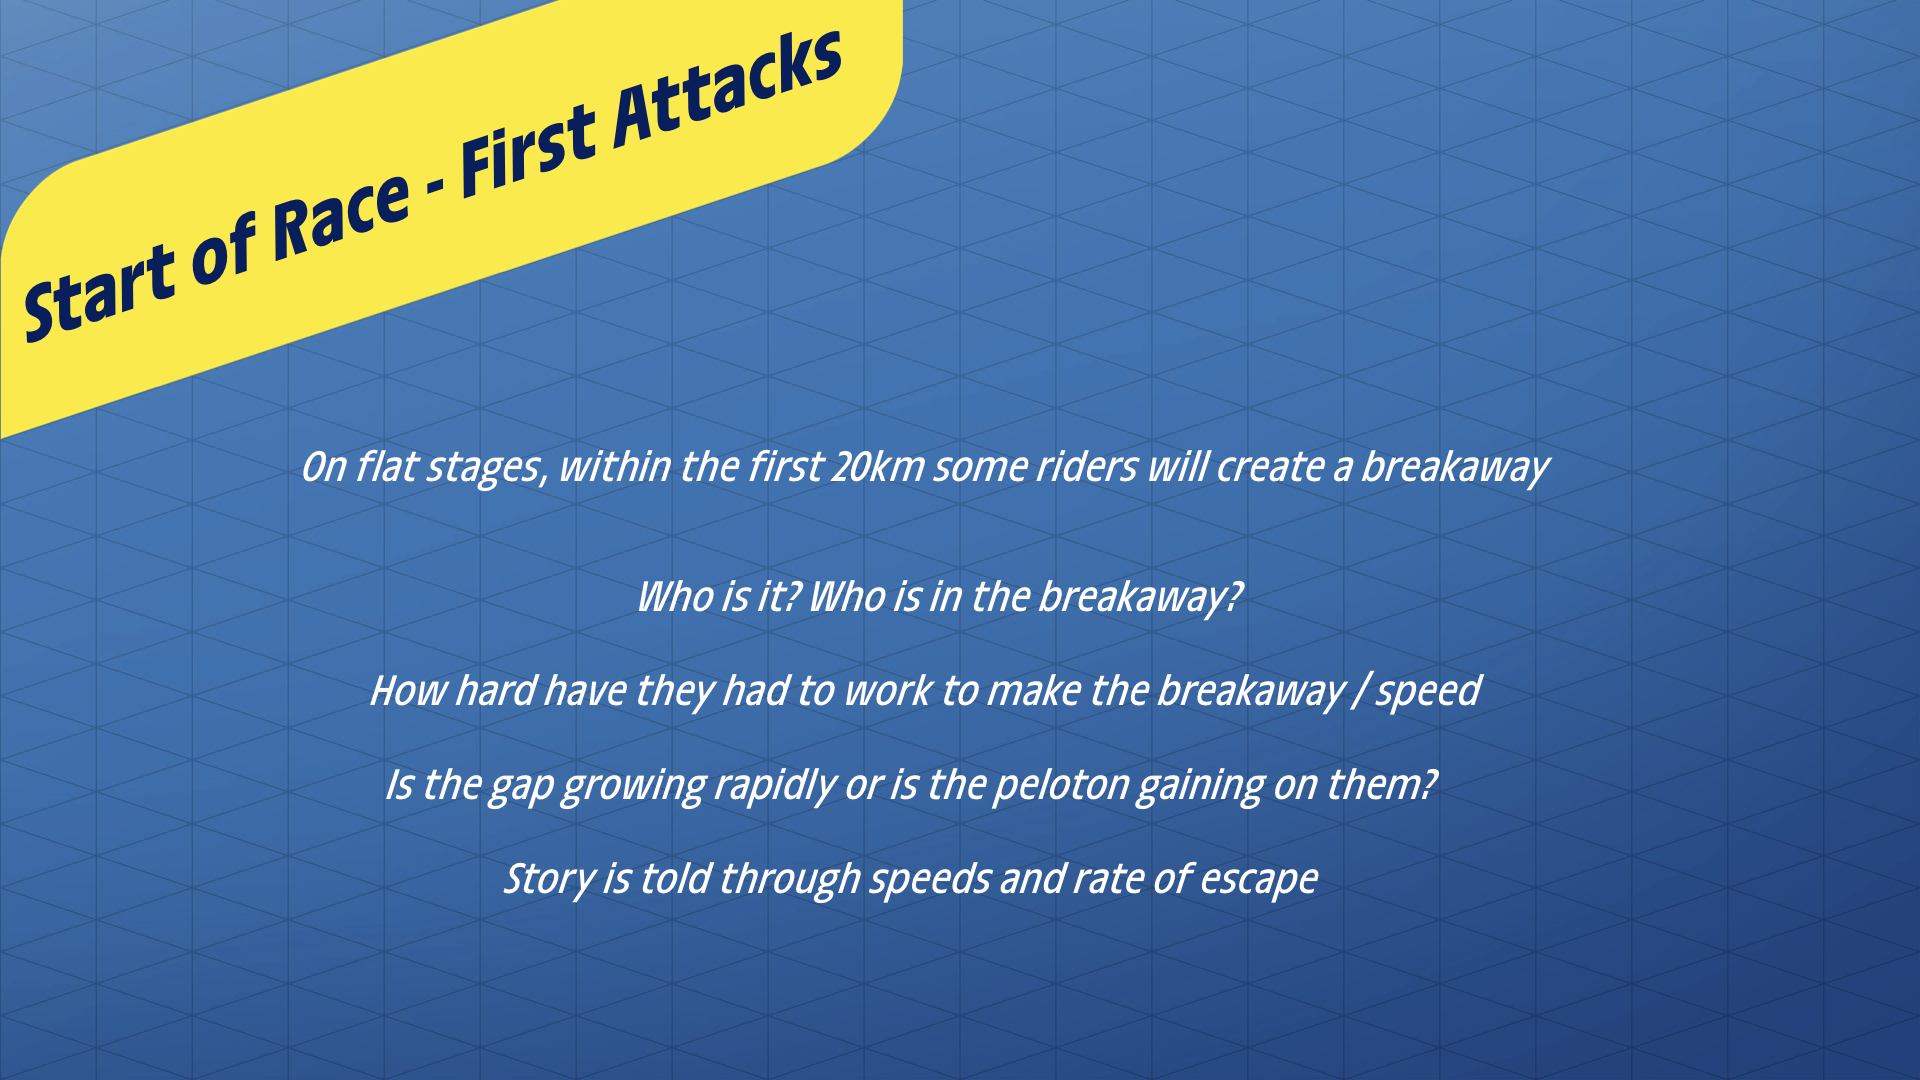 Start of Race - First Attacks
On flat stages, within the first 20km some riders will create a breakaway
Who is it? Who is in the breakaway?
How hard have they had to work to make the breakaway / speed
Is the gap growing rapidly or is the peloton gaining on them?
Story is told through speeds and rate of escape